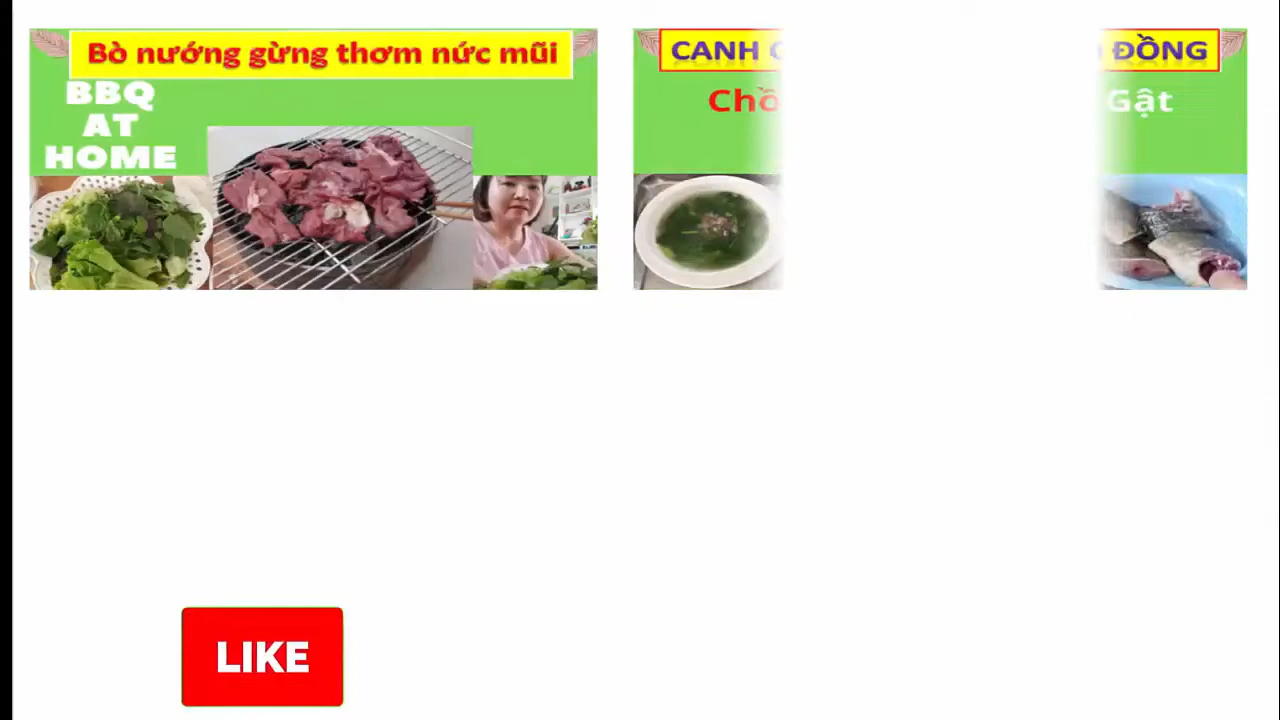 Bò nướng gừng thơm nức mũi
BBQ
AT
HOME
CANH
ĐỒNG
Gật
LIKE